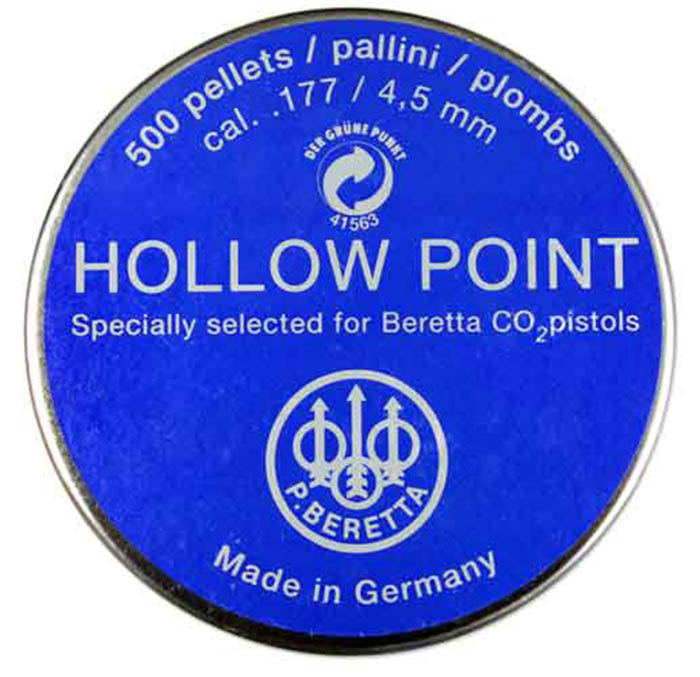 500 pellets / pallini / plombs
cal. .177 / 4,5 mm
DER GRÜNE PUNKT
41563
HOLLOW POINT
Specially selected for Beretta CO₂pistols
P. BERETTA
Made in Germany